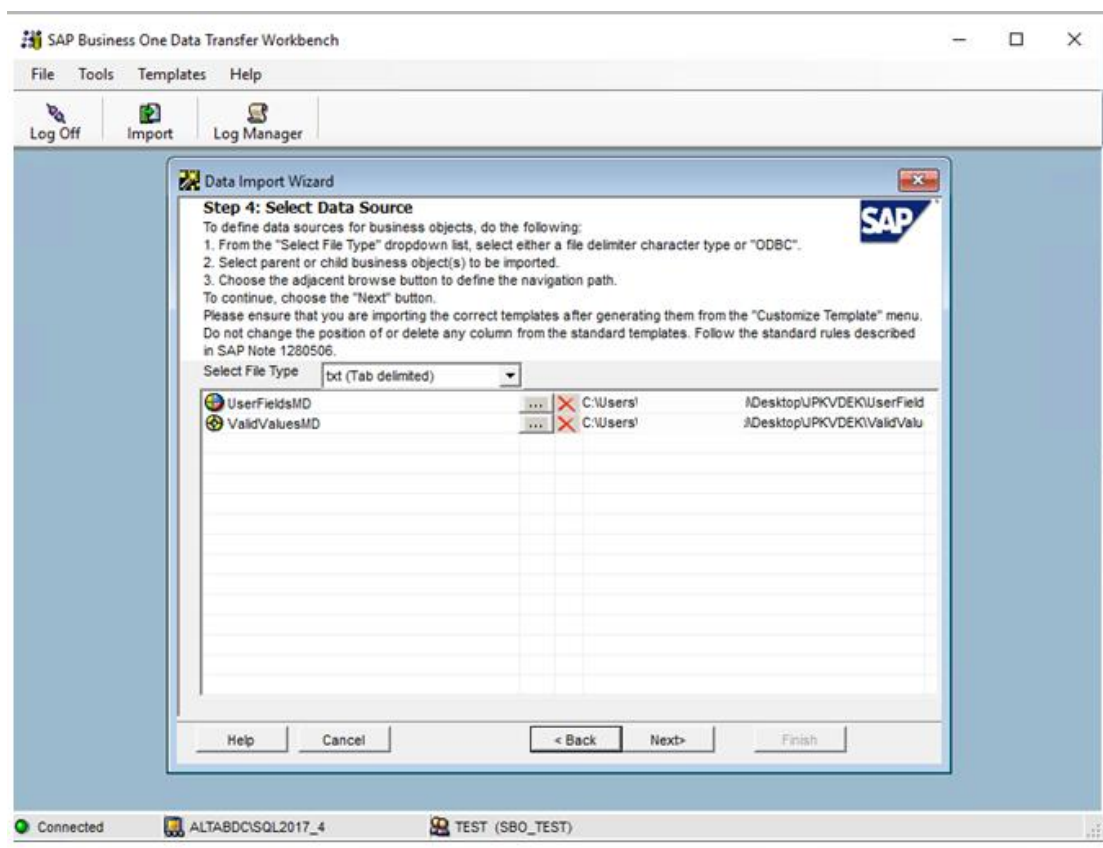 SAP Business One Data Transfer Workbench
File Tools Templates Help
Log Off Import Log Manager
Data Import Wizard
Step 4: Select Data Source
SAP
To define data sources for business objects, do the following:
1. From the "Select File Type" dropdown list, select either a file delimiter character type or "ODBC".
2. Select parent or child business object(s) to be imported.
3. Choose the adjacent browse button to define the navigation path.
To continue, choose the "Next" button.
Please ensure that you are importing the correct templates after generating them from the "Customize Template" menu.
Do not change the position of or delete any column from the standard templates. Follow the standard rules described
in SAP Note 1280506.
Select File Type txt (Tab delimited)
UserFieldsMD ... C:\Users\ \Desktop\JPKVDEK\UserField
ValidValuesMD ... C:\Users\ \Desktop\JPKVDEK\ValidValu
Help Cancel < Back Next> Finish
Connected ALTABDC\SQL2017_4 TEST (SBO_TEST)